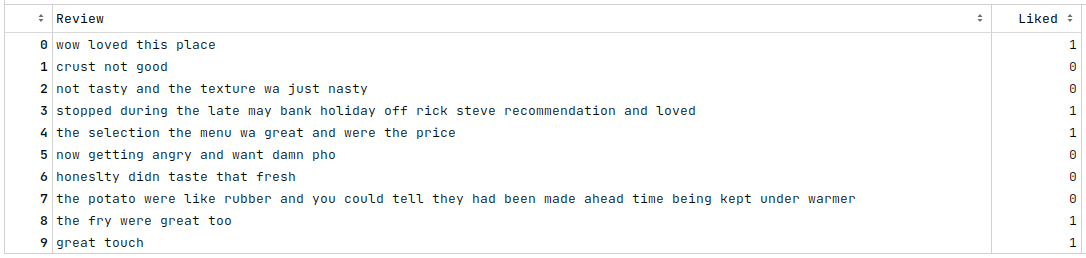 Review Liked
0 wow loved this place 1
1 crust not good 0
2 not tasty and the texture wa just nasty 0
3 stopped during the late may bank holiday off rick steve recommendation and loved 1
4 the selection the menu wa great and were the price 1
5 now getting angry and want damn pho 0
6 honeslty didn taste that fresh 0
7 the potato were like rubber and you could tell they had been made ahead time being kept under warmer 0
8 the fry were great too 1
9 great touch 1